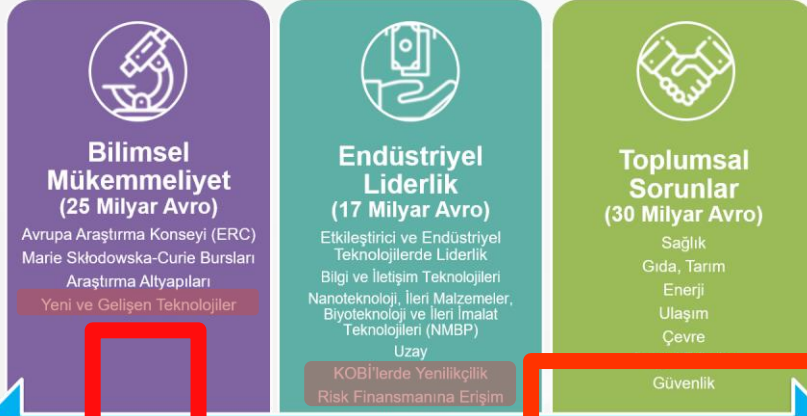 Bilimsel
Mükemmeliyet
(25 Milyar Avro)
Avrupa Araştırma Konseyi (ERC)
Marie Skłodowska-Curie Bursları
Araştırma Altyapıları
Yeni ve Gelişen Teknolojiler
Endüstriyel
Liderlik
(17 Milyar Avro)
Etkileştirici ve Endüstriyel
Teknolojilerde Liderlik
Bilgi ve İletişim Teknolojileri
Nanoteknoloji, İleri Malzemeler,
Biyoteknoloji ve İleri İmalat
Teknolojileri (NMBP)
Uzay
KOBİ'lerde Yenilikçilik
Risk Finansmanına Erişim
Toplumsal
Sorunlar
(30 Milyar Avro)
Sağlık
Gıda, Tarım
Enerji
Ulaşım
Çevre
Güvenlik